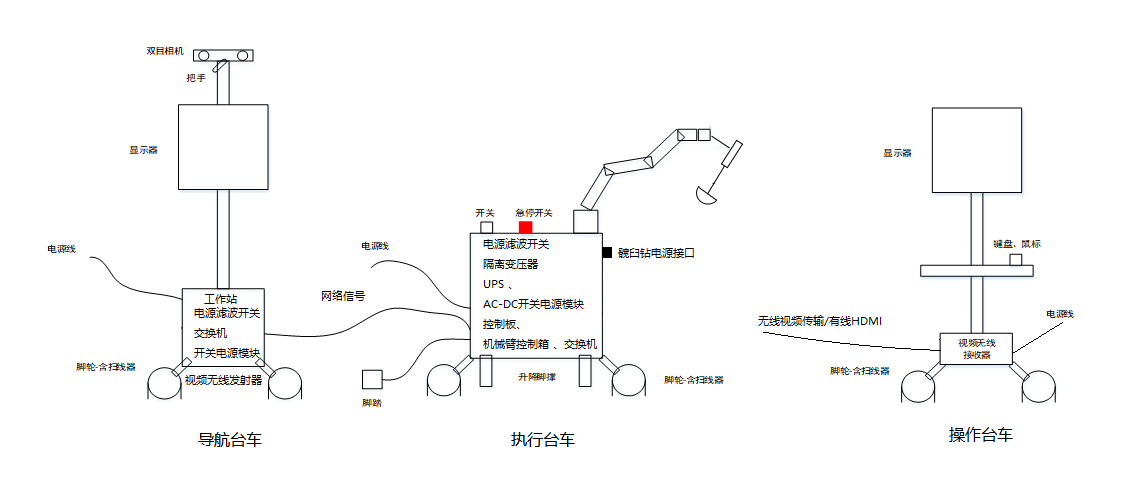 双目相机
把手
显示器
电源线
工作站
电源滤波开关
交换机
开关电源模块
视频无线发射器
脚轮-含扫线器
导航台车
网络信号
开关
急停开关
电源线
电源滤波开关
隔离变压器
UPS 、
AC-DC开关电源模块
控制板、
机械臂控制箱 、交换机
髋臼钻电源接口
脚踏
升降脚撑
脚轮-含扫线器
执行台车
显示器
键盘、鼠标
无线视频传输/有线HDMI
电源线
视频无线
接收器
脚轮-含扫线器
操作台车